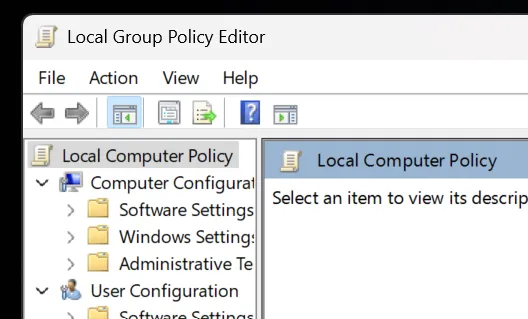 Local Group Policy Editor
File Action View Help
Local Computer Policy
Computer Configurat
Software Settings
Windows Setting
Administrative Te
User Configuration
Software Settings
Local Computer Policy
Select an item to view its descrip